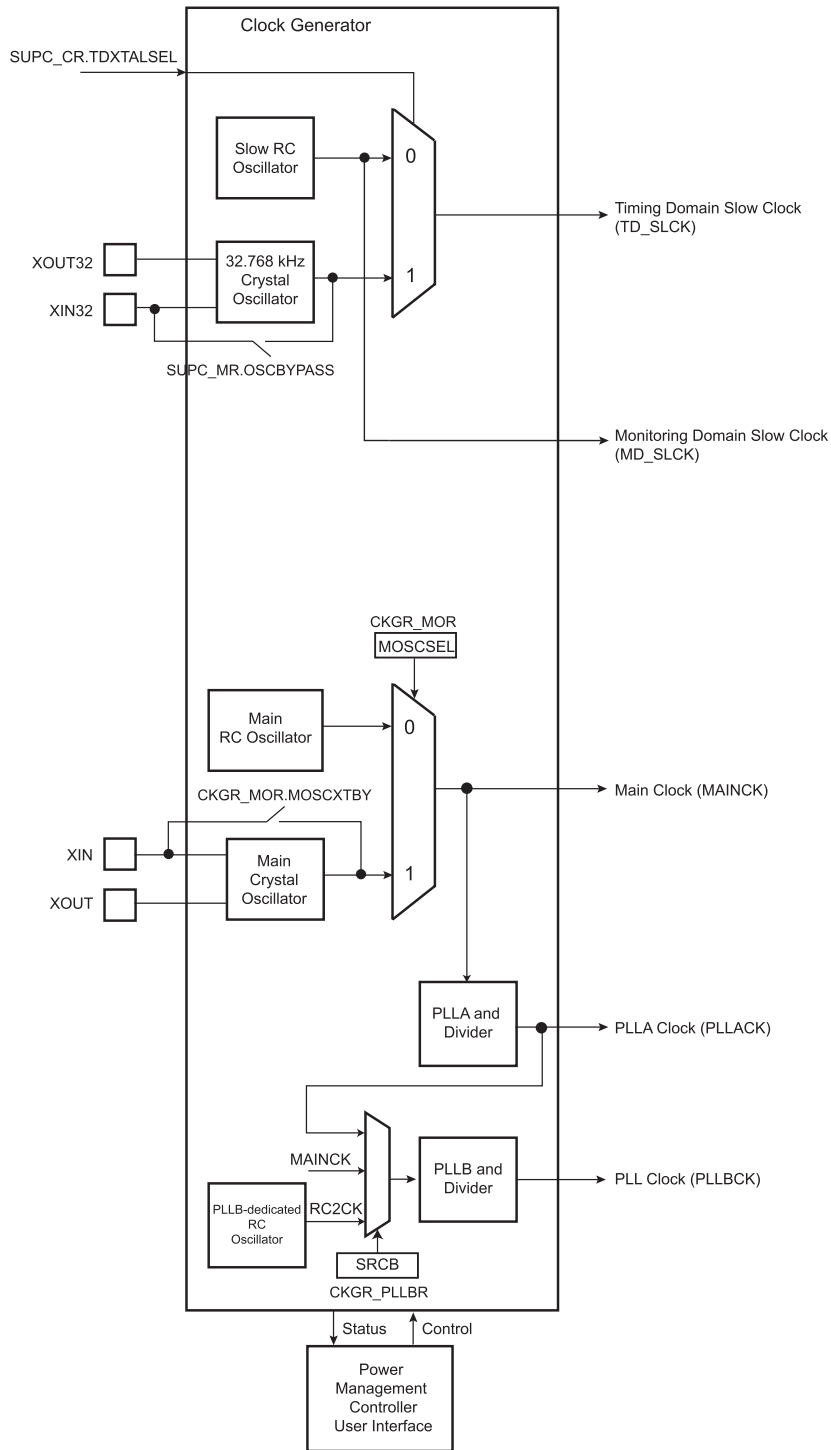 Clock Generator
SUPC_CR.TDXTALSEL
Slow RC
Oscillator
0
Timing Domain Slow Clock
(TD_SLCK)
XOUT32
32.768 kHz
Crystal
Oscillator
1
XIN32
SUPC_MR.OSCBYPASS
Monitoring Domain Slow Clock
(MD_SLCK)
CKGR_MOR
MOSCSEL
Main
RC Oscillator
0
Main Clock (MAINCK)
CKGR_MOR.MOSCXTBY
XIN
Main
Crystal
Oscillator
1
XOUT
PLLA and
Divider
PLLA Clock (PLLACK)
MAINCK
PLLB and
Divider
PLL Clock (PLLBCK)
PLLB-dedicated
RC
Oscillator
RC2CK
SRCB
CKGR_PLLBR
Status
Control
Power
Management
Controller
User Interface